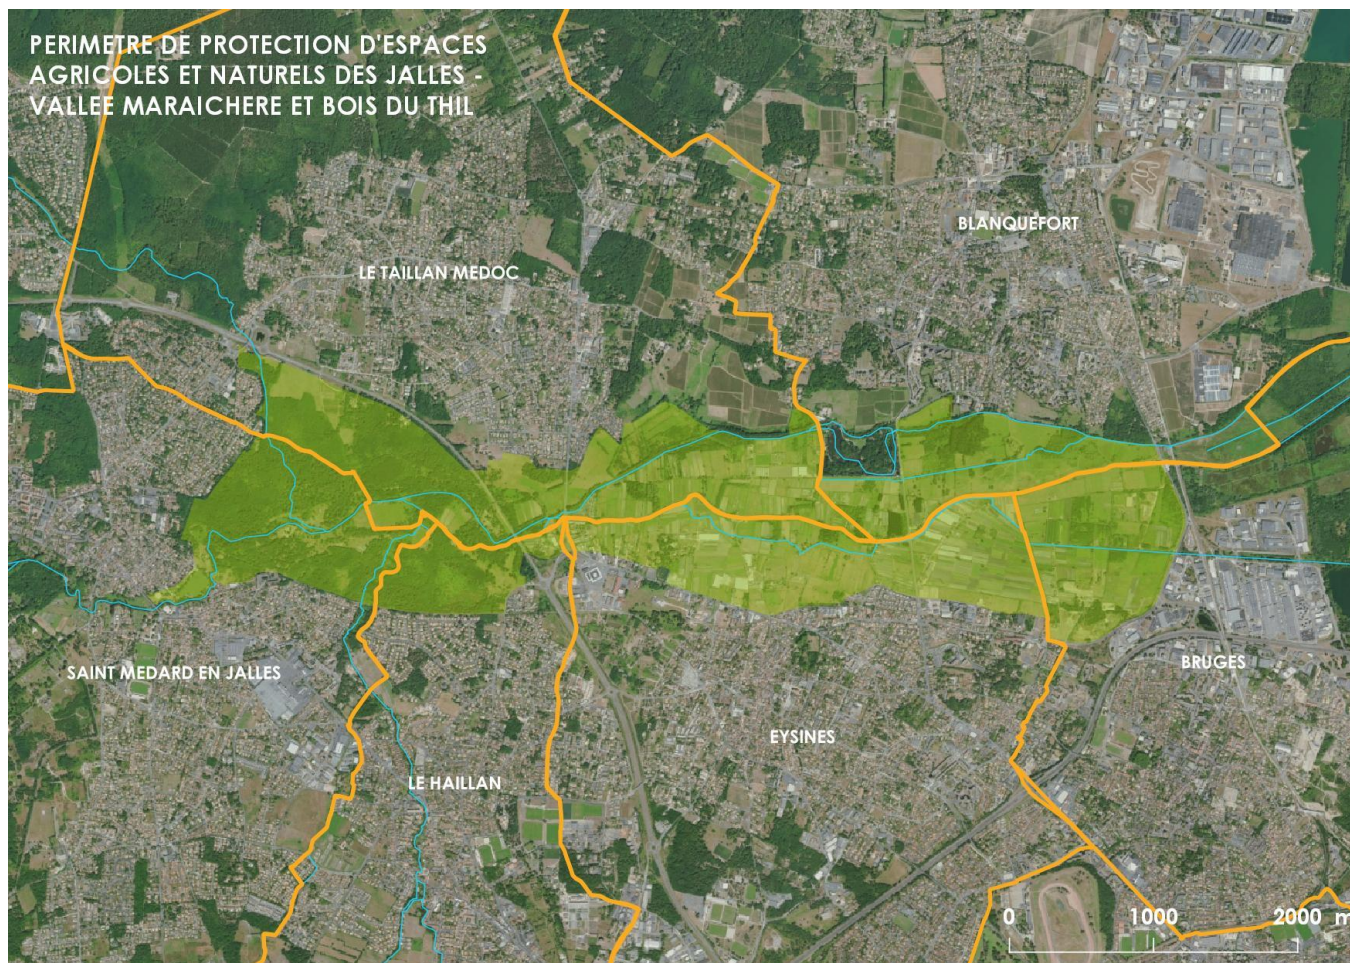 PERIMETRE DE PROTECTION D'ESPACES
AGRICOLES ET NATURELS DES JALLES -
VALLEE MARAICHERE ET BOIS DU THIL
BLANQUEFORT
LE TAILLAN MEDOC
SAINT MEDARD EN JALLES
BRUGES
EYSINES
LE HAILLAN
0 1000 2000 m